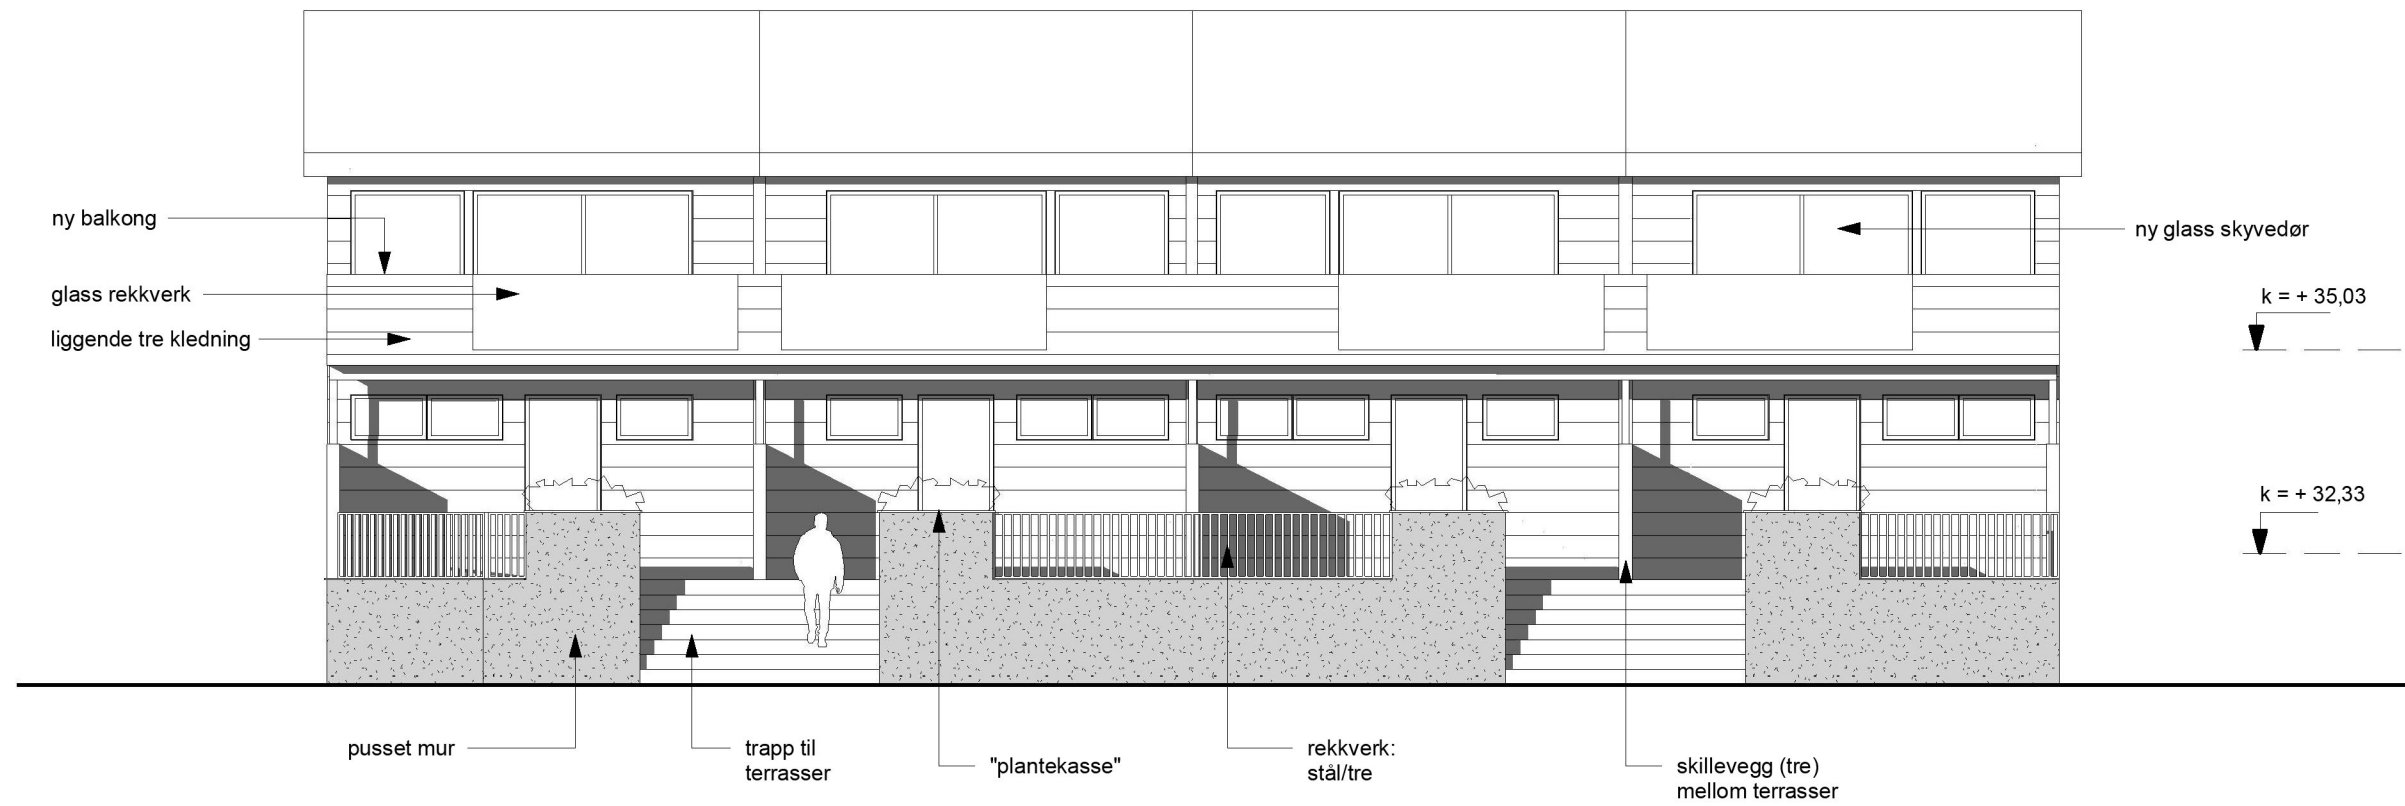 ny balkong
ny glass skyvedør
glass rekkverk
k = + 35,03
liggende tre kledning
k = + 32,33
pusset mur
trapp til
terrasser
"plantekasse"
rekkverk:
stål/tre
skillevegg (tre)
mellom terrasser